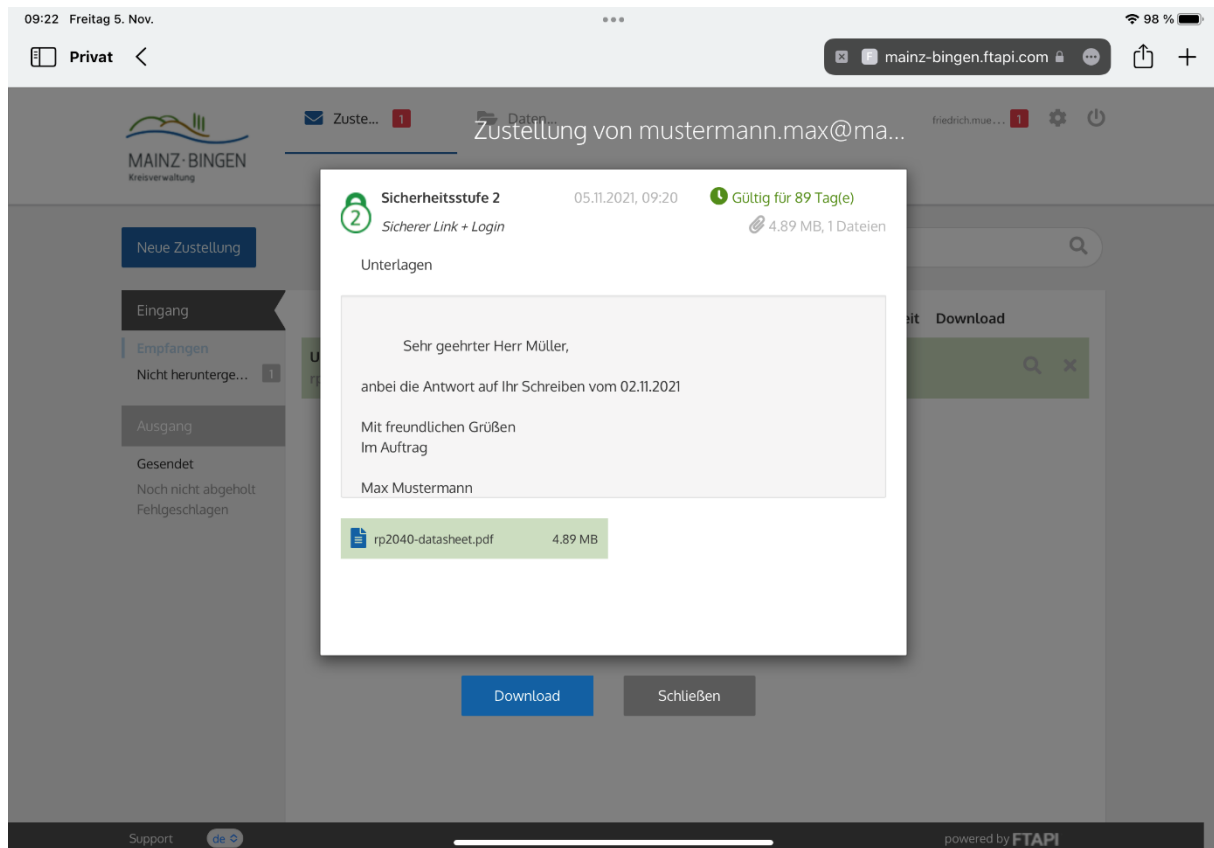 09:22 Freitag 5. Nov.
98 %
Privat
mainz-bingen.ftapi.com
MAINZ-BINGEN
Kreisverwaltung
Zuste... 1
Daten...
friedrich.mue... 1
Zustellung von mustermann.max@ma...
Sicherheitsstufe 2
05.11.2021, 09:20
Gültig für 89 Tag(e)
2
Sicherer Link + Login
4.89 MB, 1 Dateien
Unterlagen
Sehr geehrter Herr Müller,
anbei die Antwort auf Ihr Schreiben vom 02.11.2021
Mit freundlichen Grüßen
Im Auftrag
Max Mustermann
rp2040-datasheet.pdf 4.89 MB
Download
Schließen
Neue Zustellung
Eingang
Empfangen
Nicht herunterge... 1
Ausgang
Gesendet
Noch nicht abgeholt
Fehlgeschlagen
Download
Support
de
powered by FTAPI